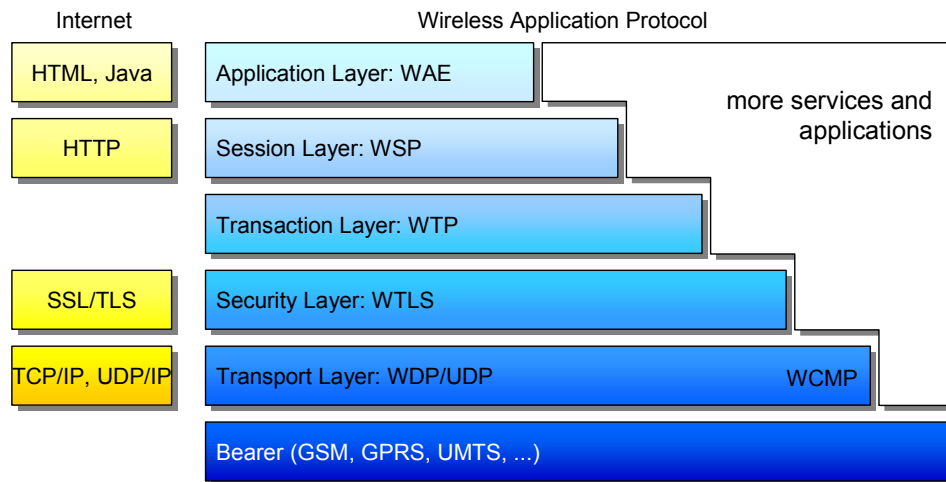 Internet
Wireless Application Protocol
HTML, Java
Application Layer: WAE
more services and
applications
HTTP
Session Layer: WSP
Transaction Layer: WTP
SSL/TLS
Security Layer: WTLS
TCP/IP, UDP/IP
Transport Layer: WDP/UDP
WCMP
Bearer (GSM, GPRS, UMTS, ...)